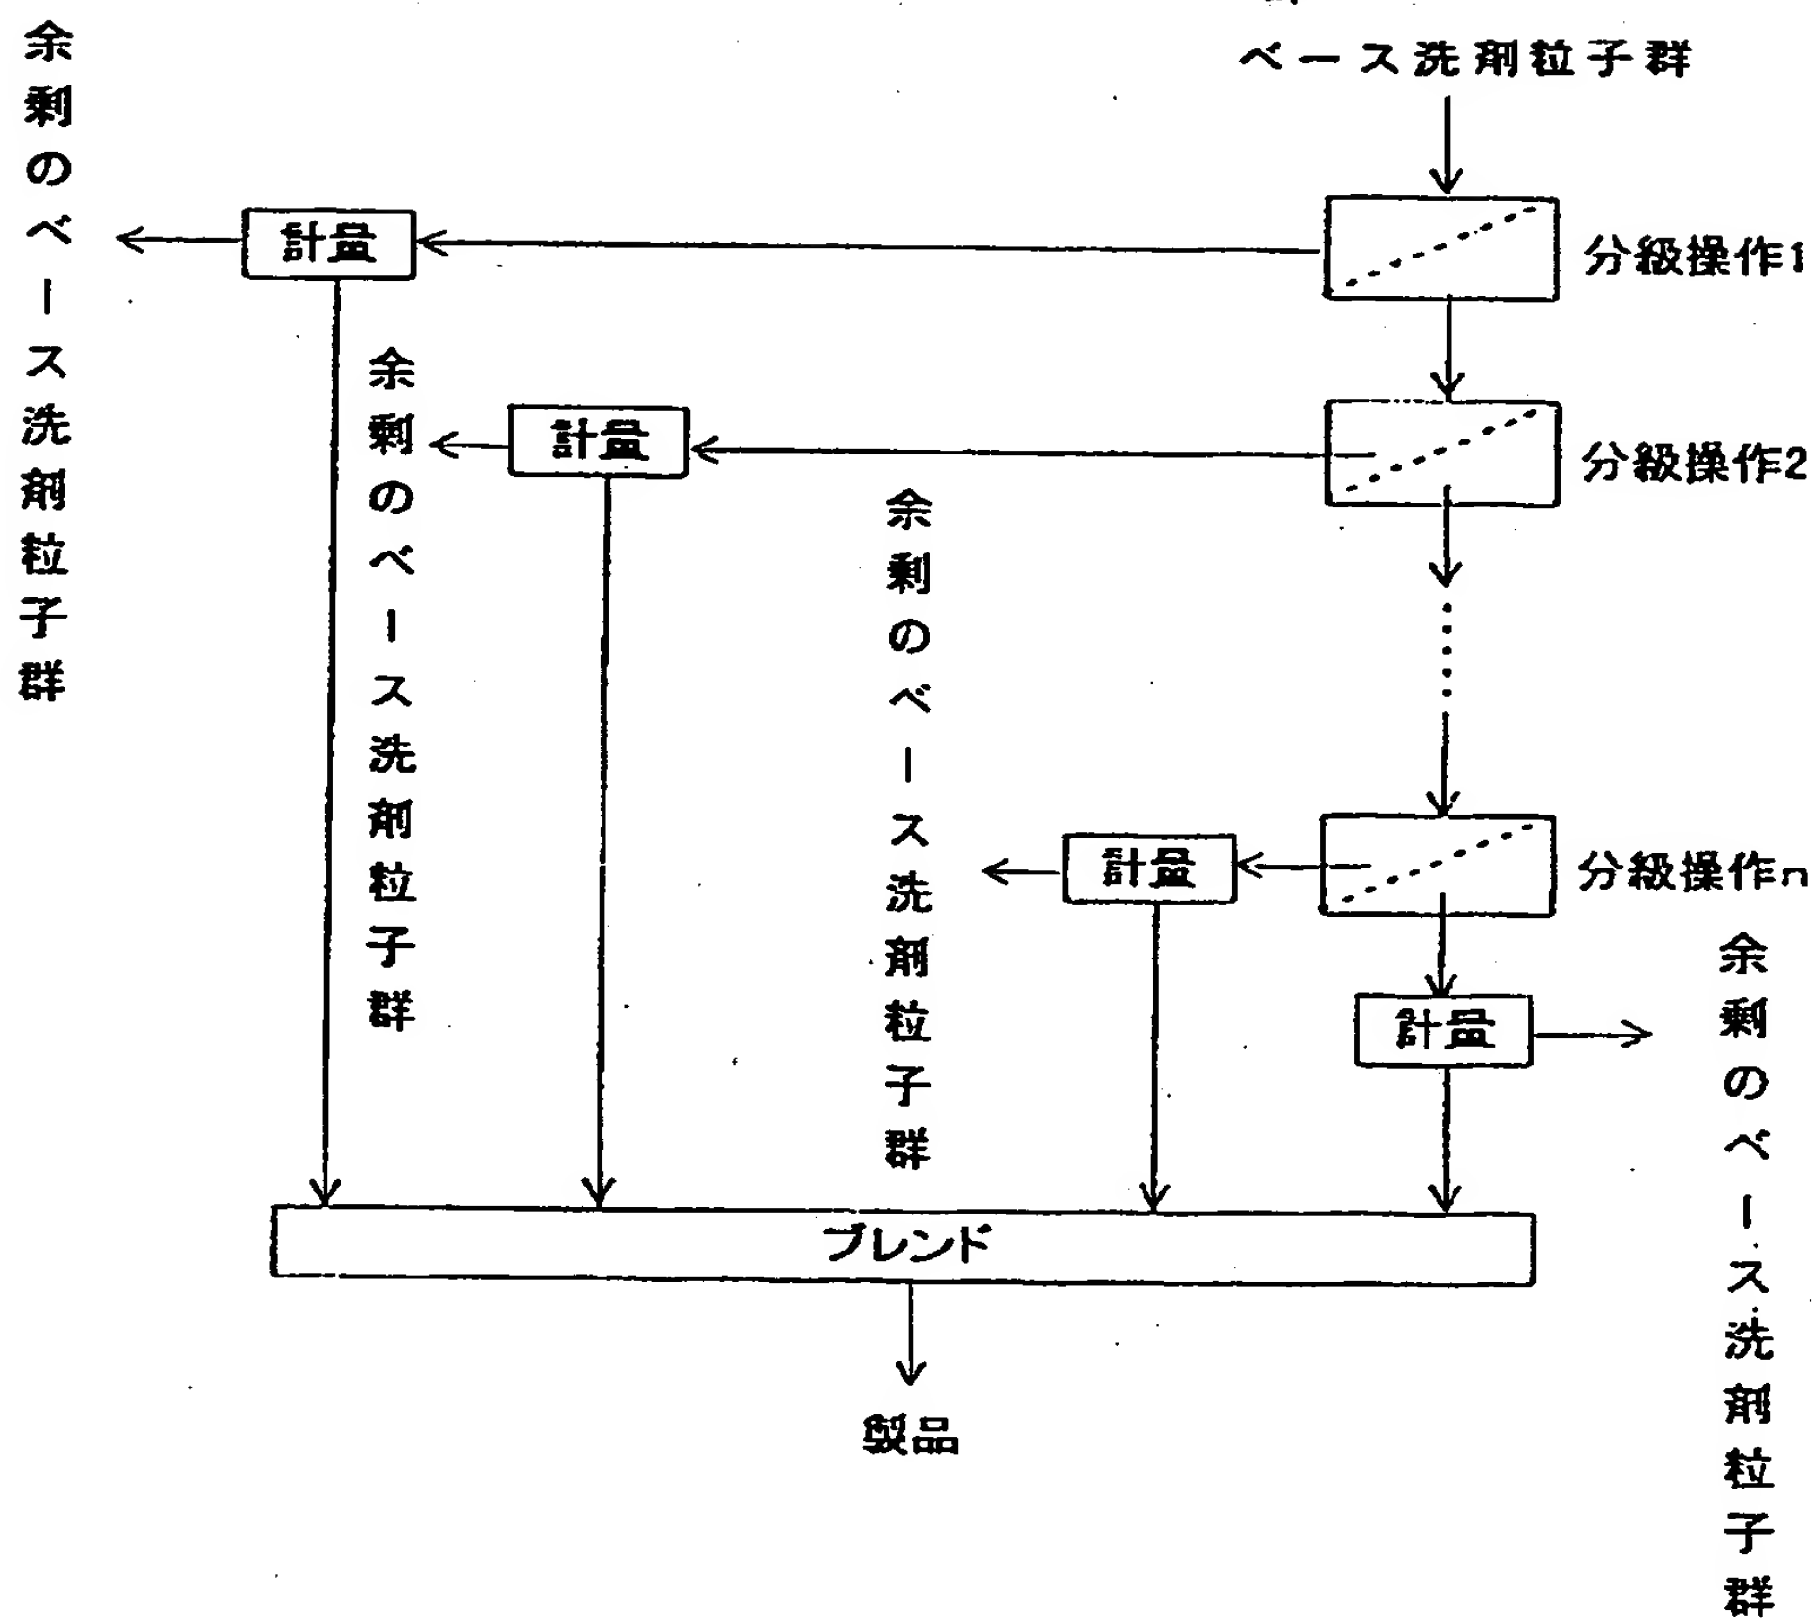 ベース洗剤粒子群
分級操作1
計量
余剰のベース洗剤粒子群
分級操作2
計量
余剰のベース洗剤粒子群
分級操作n
計量
余剰のベース洗剤粒子群
計量
余剰のベース洗剤粒子群
ブレンド
製品